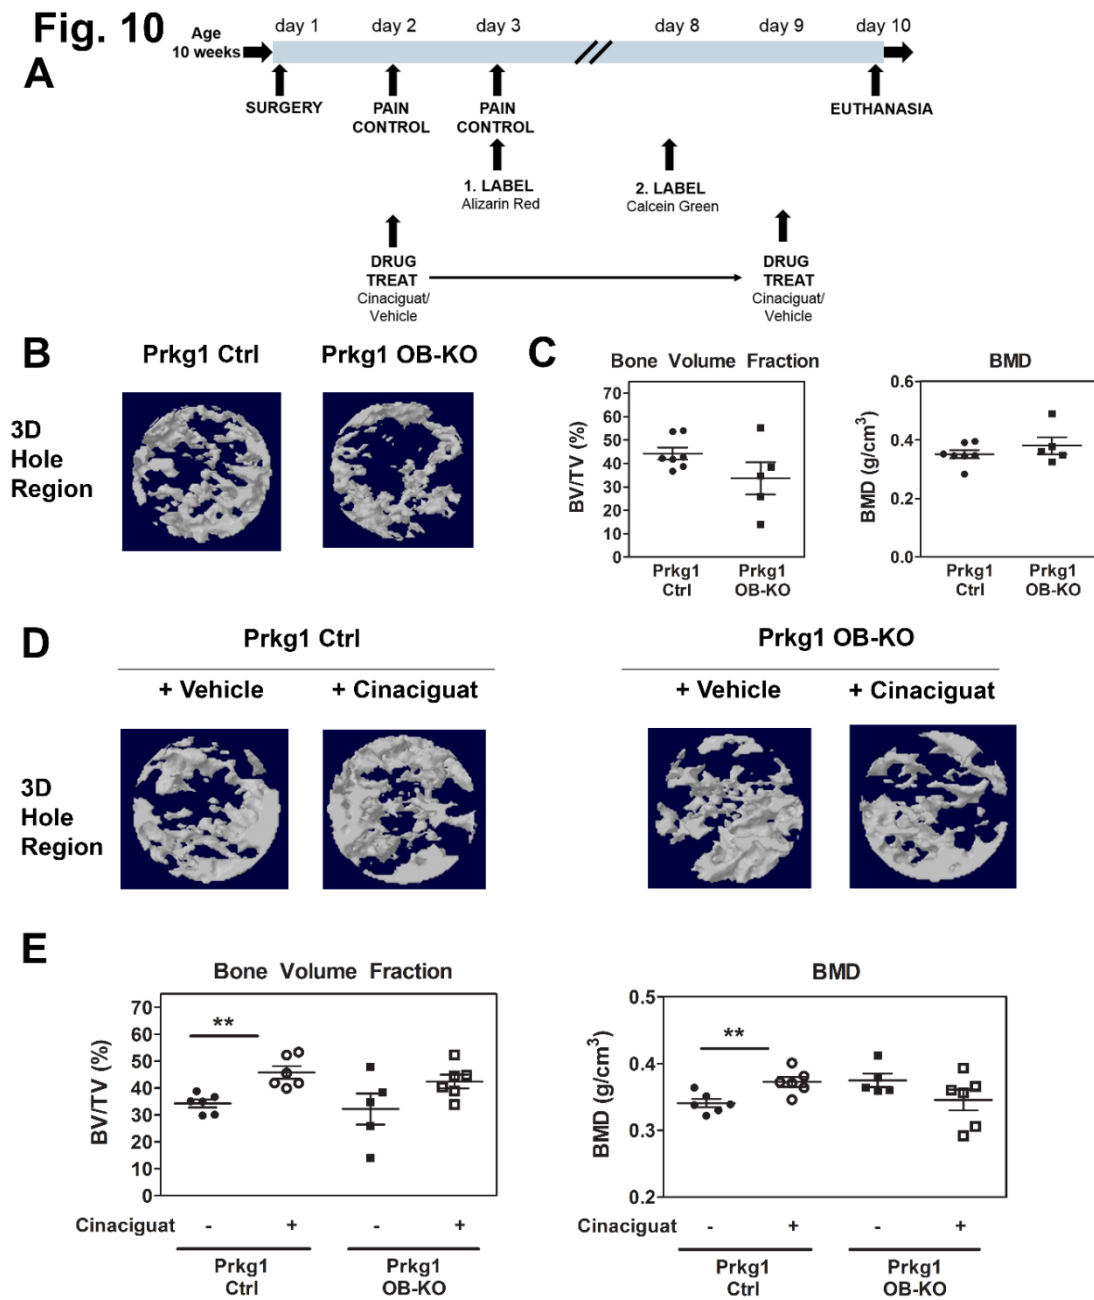 Fig. 10
A
Age
10 weeks
day 1
day 2
day 3
day 8
day 9
day 10
SURGERY
PAIN
CONTROL
PAIN
CONTROL
EUTHANASIA
1. LABEL
Alizarin Red
2. LABEL
Calcein Green
DRUG
TREAT
Cinaciguat/
Vehicle
DRUG
TREAT
Cinaciguat/
Vehicle
B
Prkg1 Ctrl
Prkg1 OB-KO
3D
Hole
Region
C
Bone Volume Fraction
BV/TV (%)
70
60
50
40
30
20
10
0
Prkg1
Ctrl
Prkg1
OB-KO
BMD
BMD (g/cm³)
0.6
0.4
0.2
0.0
Prkg1
Ctrl
Prkg1
OB-KO
D
Prkg1 Ctrl
+ Vehicle
+ Cinaciguat
Prkg1 OB-KO
+ Vehicle
+ Cinaciguat
3D
Hole
Region
E
Bone Volume Fraction
BV/TV (%)
70
60
50
40
30
20
10
0
**
Cinaciguat
- + - +
Prkg1
Ctrl
Prkg1
OB-KO
BMD
BMD (g/cm³)
0.5
0.4
0.3
0.2
**
Cinaciguat
- + - +
Prkg1
Ctrl
Prkg1
OB-KO